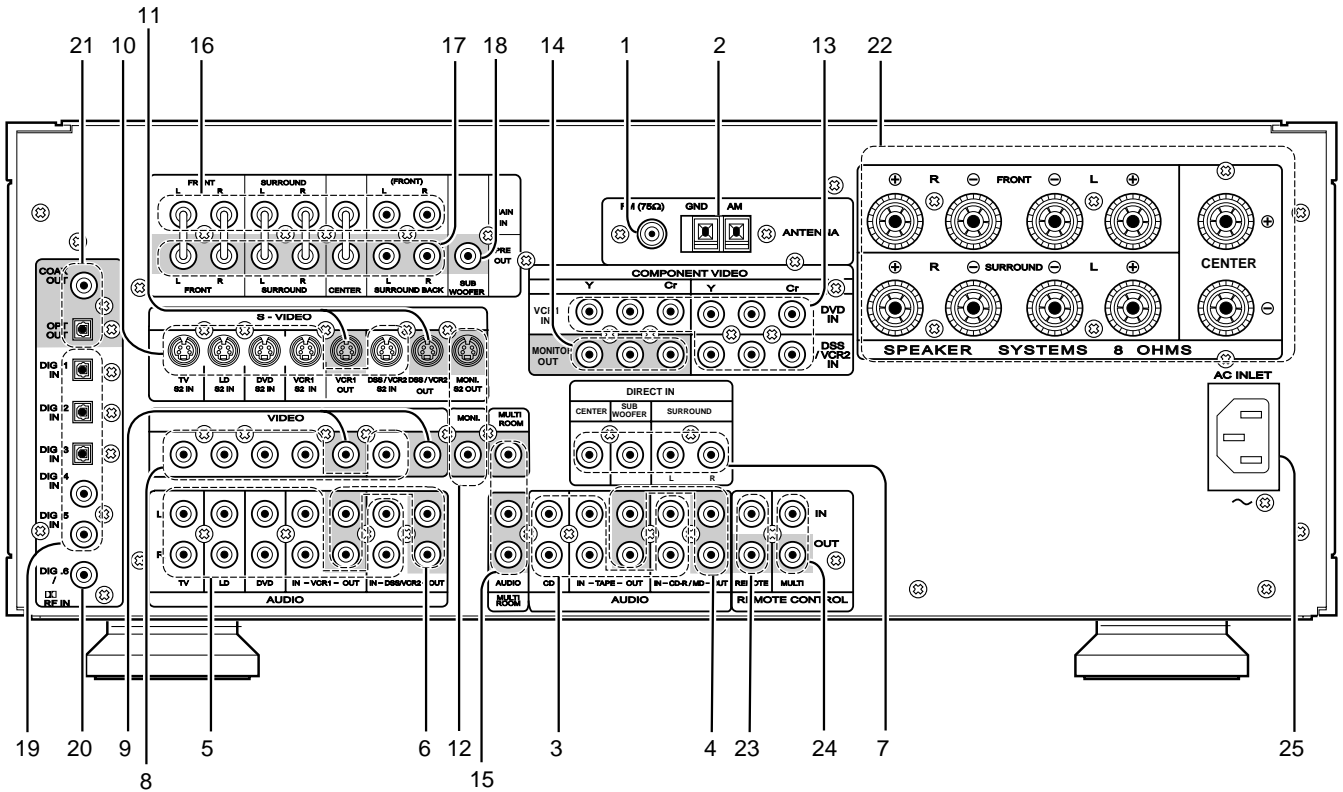 11
21 10 16 17 18 14 1 2 13 22
FRONT SURROUND (FRONT)
L R L R L R
IN
OUT
L R L R L R
FRONT SURROUND CENTER SURROUND BACK SUB WOOFER
(75Ω) GND AM
ANTENNA
COMPONENT VIDEO
Y Cr Y Cr
IN
DVD IN
MONITO
OUT
DSS / VCR2 IN
R FRONT L
R SURROUND L
CENTER
SPEAKER SYSTEMS 8 OHMS
AC INLET
OUT
OUT
DIG 1 IN
DIG 2 IN
DIG 3 IN
DIG 4 IN
DIG 5 IN
DIG .6 /
RF IN
S - VIDEO
TV S2 IN
LD S2 IN
DVD S2 IN
VCR1 S2 IN
VCR1 OUT
DSS / VCR2 S2 IN
DSS / VCR2 OUT
MONI. S2 OUT
VIDEO MONI. MULTI ROOM
DIRECT IN
CENTER SUB WOOFER SURROUND
L R
L
R
TV LD DVD IN – VCR1 – OUT IN – DSS/VCR2 – OUT
AUDIO
AUDIO
MULTI ROOM
CD IN – TAPE – OUT IN – CD-R / MD – OUT
AUDIO
IN
OUT
REMOTE MULTI
REMOTE CONTROL
19 20 9 5 6 12 3 4 23 24 7 25
8 15